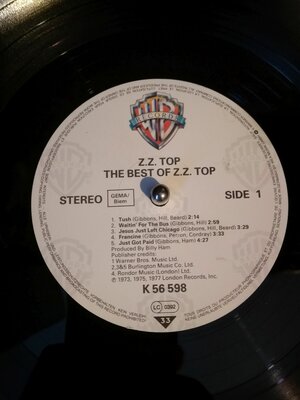 RECORDS
Z.Z. TOP
THE BEST OF Z.Z. TOP
STEREO
GEMA/
Biem
SIDE 1
1. Tush (Gibbons, Hill, Beard) 2:14
2. Waitin' For The Bus (Gibbons, Hill) 2:59
3. Jesus Just Left Chicago (Gibbons, Hill, Beard) 3:29
4. Francine (Gibbons, Perron, Cordray) 3:33
5. Just Got Paid (Gibbons, Ham) 4:27
Produced by Billy Ham
Publisher credits:
1 Warner Bros. Music Ltd.
2,3&5 Burlington Music Co. Ltd.
4. Rondor Music (London) Ltd.
℗ 1973, 1975, 1977 London Records, Inc.
K 56 598
LC 0392
33